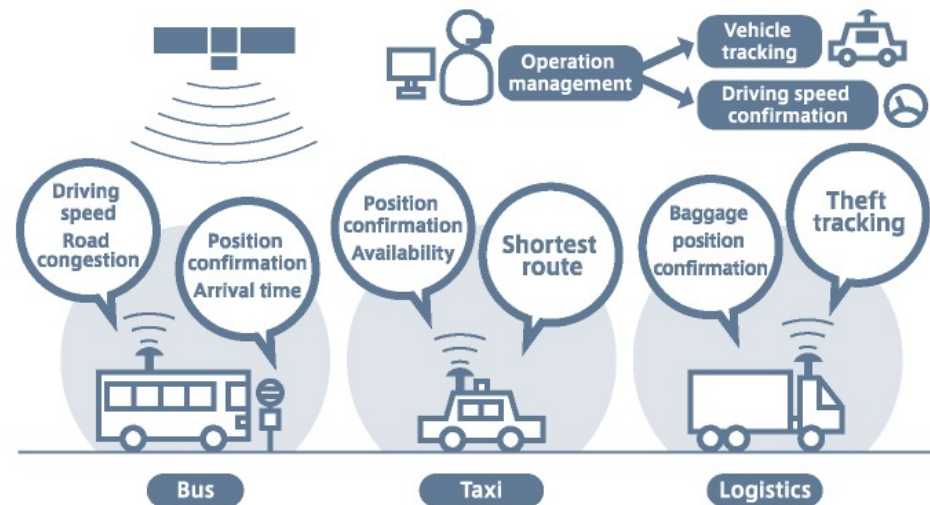 Operation
management
Vehicle
tracking
Driving speed
confirmation
Driving
speed
Road
congestion
Position
confirmation
Arrival time
Position
confirmation
Availability
Shortest
route
Baggage
position
confirmation
Theft
tracking
Bus
Taxi
Logistics